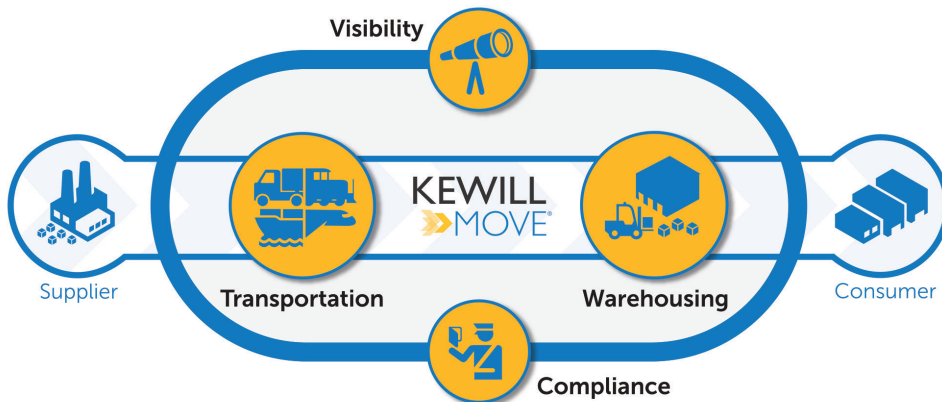 Visibility
KEWILL
MOVE®
Supplier
Transportation
Warehousing
Consumer
Compliance